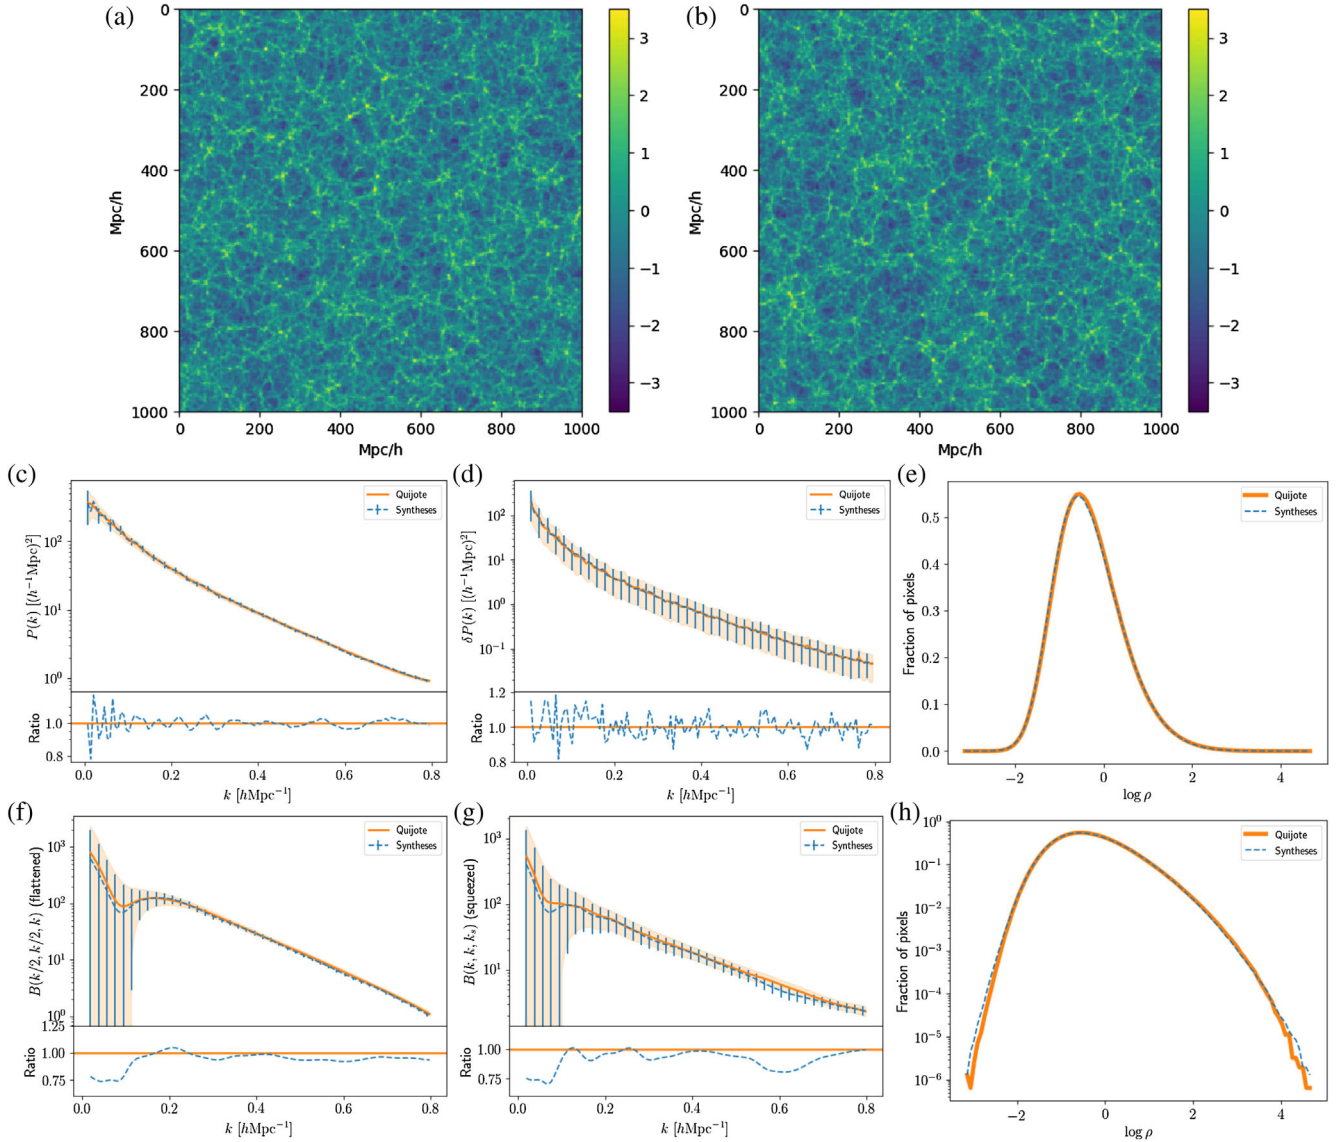 (a)
0
200
400
600
800
1000
Mpc/h
0 200 400 600 800 1000
Mpc/h
3
2
1
0
−1
−2
−3
(b)
0
200
400
600
800
1000
Mpc/h
0 200 400 600 800 1000
Mpc/h
3
2
1
0
−1
−2
−3
(c)
Quijote
Syntheses
P(k) [(h⁻¹Mpc)²]
10²
10¹
10⁰
Ratio
1.0
0.8
0.0 0.2 0.4 0.6 0.8
k [hMpc⁻¹]
(d)
Quijote
Syntheses
δP(k) [(h⁻¹Mpc)²]
10²
10¹
10⁰
10⁻¹
Ratio
1.2
1.0
0.8
0.0 0.2 0.4 0.6 0.8
k [hMpc⁻¹]
(e)
Quijote
Syntheses
Fraction of pixels
0.5
0.4
0.3
0.2
0.1
0.0
−2 0 2 4
log ρ
(f)
Quijote
Syntheses
B(k/2, k/2, k) (flattened)
10³
10²
10¹
10⁰
Ratio
1.25
1.00
0.75
0.0 0.2 0.4 0.6 0.8
k [hMpc⁻¹]
(g)
Quijote
Syntheses
B(k, k, kₛ) (squeezed)
10³
10²
10¹
Ratio
1.00
0.75
0.0 0.2 0.4 0.6 0.8
k [hMpc⁻¹]
(h)
Quijote
Syntheses
Fraction of pixels
10⁰
10⁻¹
10⁻²
10⁻³
10⁻⁴
10⁻⁵
10⁻⁶
−2 0 2 4
log ρ